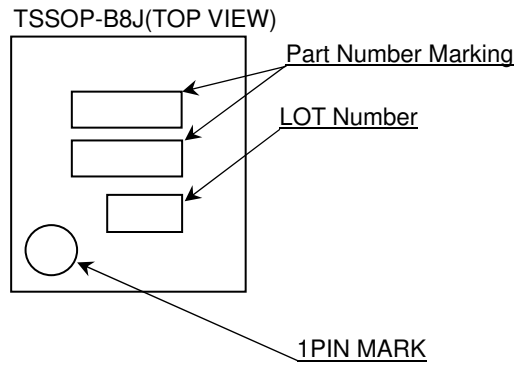 TSSOP-B8J(TOP VIEW)
Part Number Marking
LOT Number
1PIN MARK